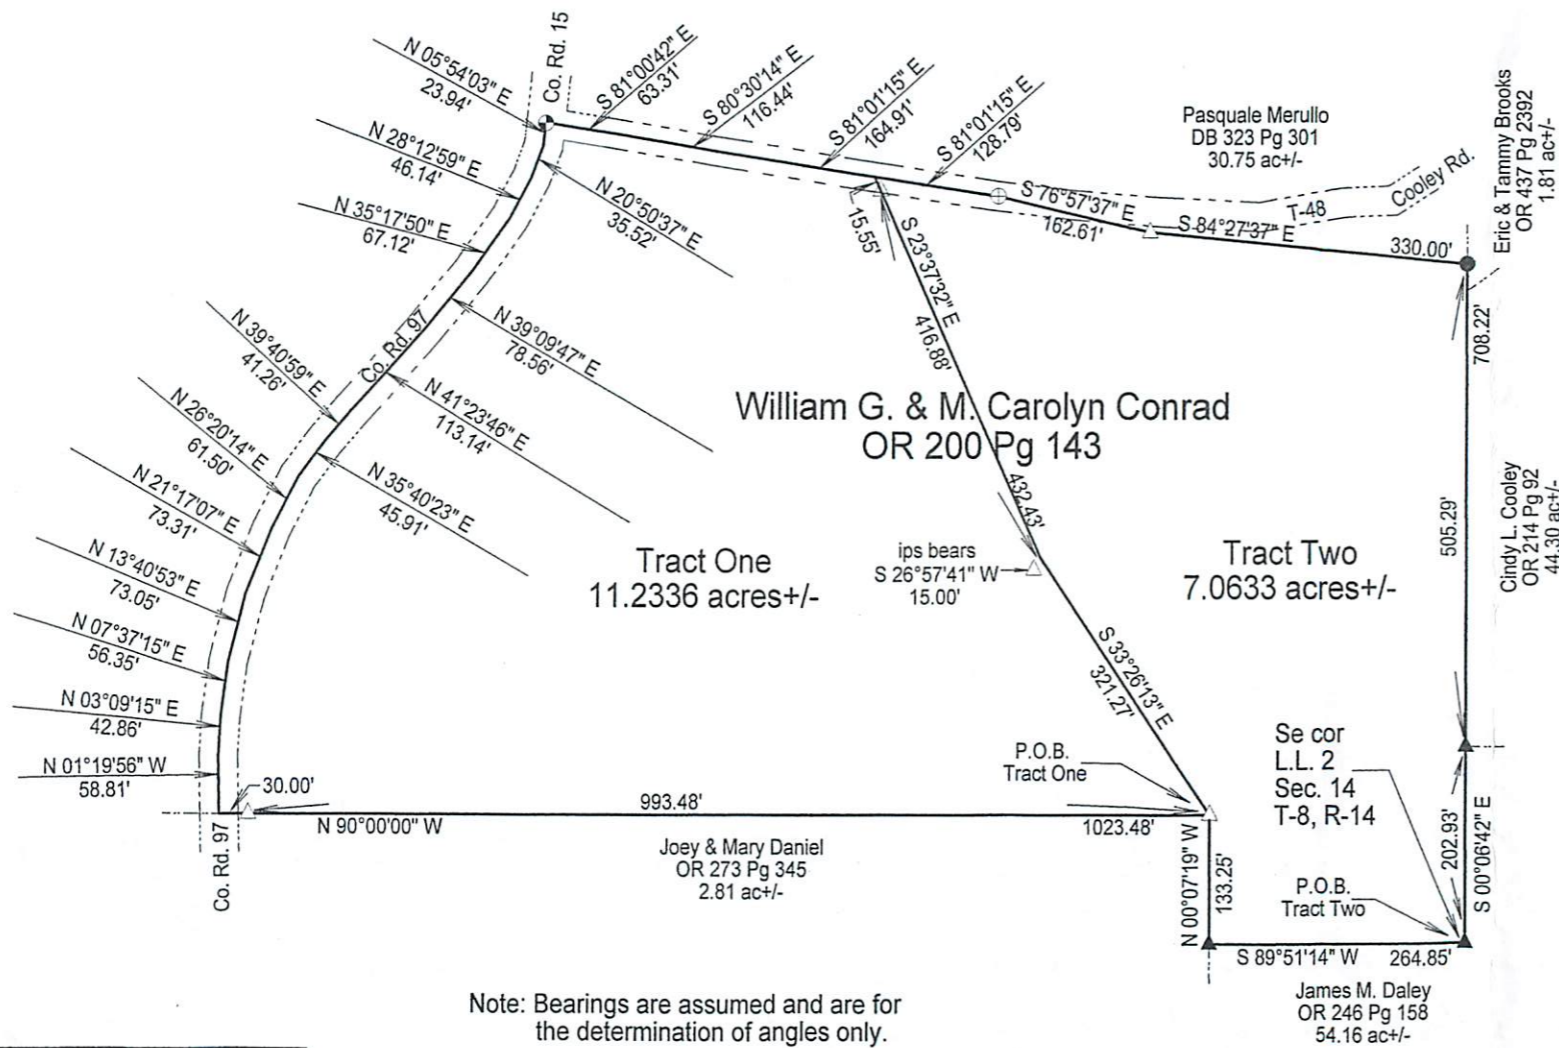 Co. Rd. 15
N 05°54'03" E
23.94'
N 28°12'59" E
46.14'
N 35°17'50" E
67.12'
N 39°40'59" E
41.26'
N 26°20'14" E
61.50'
N 21°17'07" E
73.31'
N 13°40'53" E
73.05'
N 07°37'15" E
56.35'
N 03°09'15" E
42.86'
N 01°19'56" W
58.81'
Co. Rd. 97
N 20°50'37" E
35.52'
N 39°09'47" E
78.56'
N 41°23'46" E
113.14'
N 35°40'23" E
45.91'
S 81°00'42" E
63.31'
S 80°30'14" E
116.44'
S 81°01'15" E
164.91'
S 81°01'15" E
128.79'
S 76°57'37" E
162.61'
S 84°27'37" E
330.00'
T-48
Cooley Rd.
Pasquale Merullo
DB 323 Pg 301
30.75 ac+/-
Eric & Tammy Brooks
OR 437 Pg 2392
1.81 ac+/-
15.55'
S 23°37'32" E
416.88'
432.43'
William G. & M. Carolyn Conrad
OR 200 Pg 143
Tract One
11.2336 acres+/-
ips bears
S 26°57'41" W
15.00'
Tract Two
7.0633 acres+/-
708.22'
505.29'
Cindy L. Cooley
OR 214 Pg 92
44.30 ac+/-
S 33°26'13" E
321.27'
P.O.B.
Tract One
Se cor
L.L. 2
Sec. 14
T-8, R-14
202.93'
S 00°06'42" E
P.O.B.
Tract Two
30.00'
993.48'
N 90°00'00" W
1023.48'
Co. Rd. 97
Joey & Mary Daniel
OR 273 Pg 345
2.81 ac+/-
N 00°07'19" W
133.25'
S 89°51'14" W
264.85'
James M. Daley
OR 246 Pg 158
54.16 ac+/-
Note: Bearings are assumed and are for
the determination of angles only.